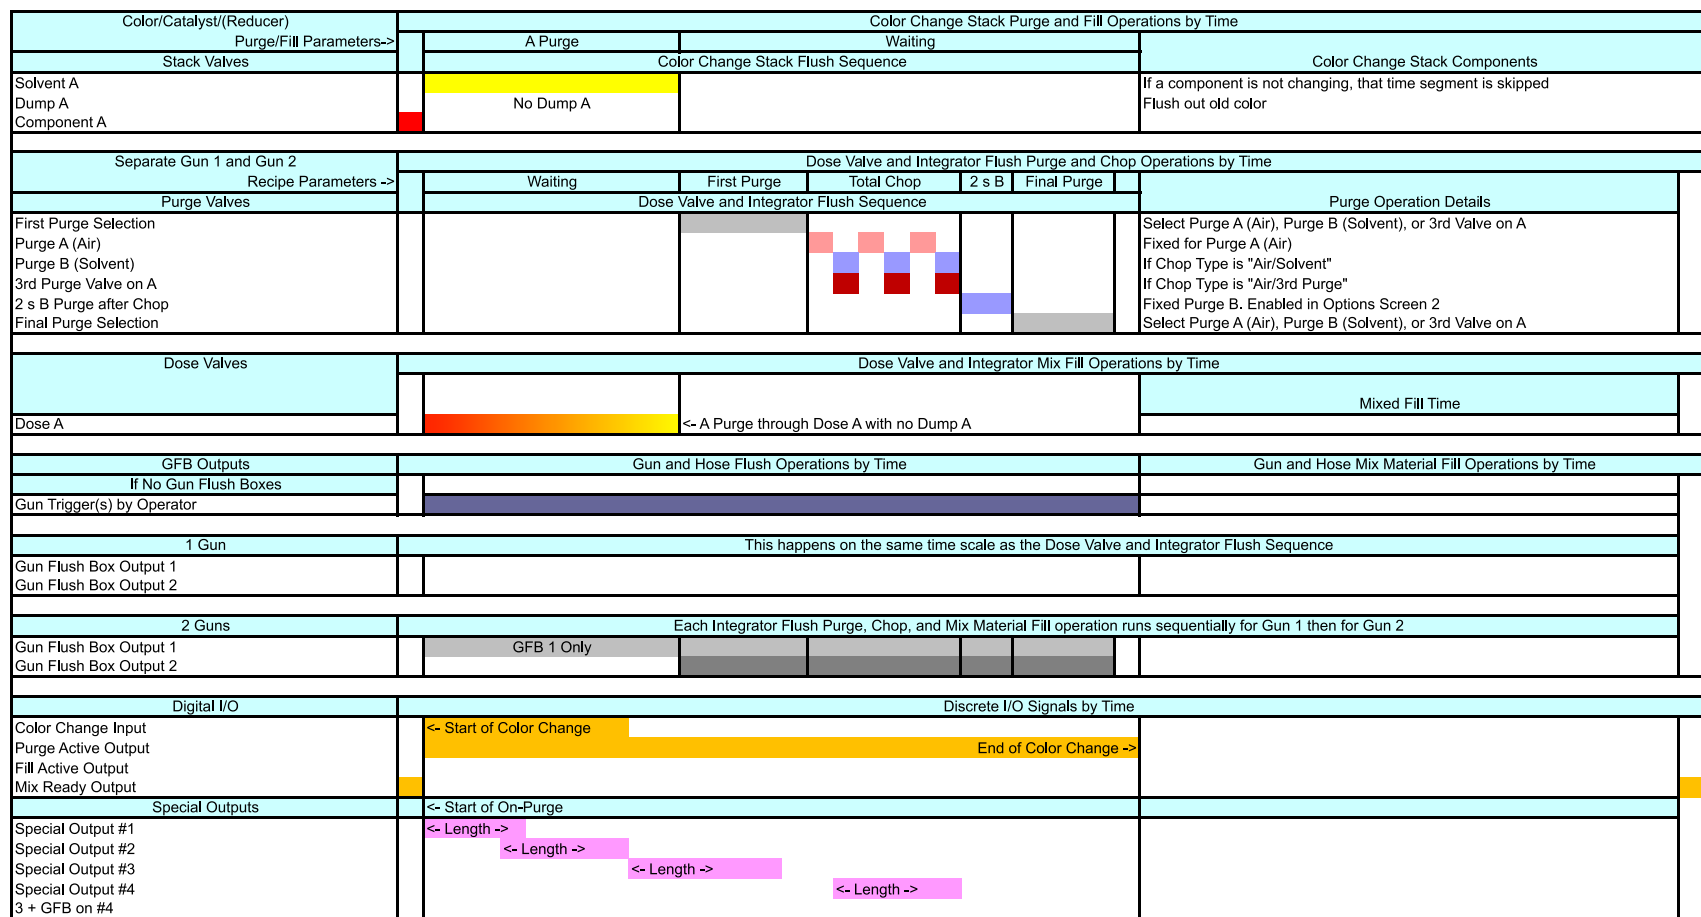 Color/Catalyst/(Reducer) Color Change Stack Purge and Fill Operations by Time
Purge/Fill Parameters-> A Purge Waiting
Stack Valves Color Change Stack Flush Sequence Color Change Stack Components
Solvent A If a component is not changing, that time segment is skipped
Dump A No Dump A Flush out old color
Component A
Separate Gun 1 and Gun 2 Dose Valve and Integrator Flush Purge and Chop Operations by Time
Recipe Parameters -> Waiting First Purge Total Chop 2 s B Final Purge
Purge Valves Dose Valve and Integrator Flush Sequence Purge Operation Details
First Purge Selection Select Purge A (Air), Purge B (Solvent), or 3rd Valve on A
Purge A (Air) Fixed for Purge A (Air)
Purge B (Solvent) If Chop Type is "Air/Solvent"
3rd Purge Valve on A If Chop Type is "Air/3rd Purge"
2 s B Purge after Chop Fixed Purge B. Enabled in Options Screen 2
Final Purge Selection Select Purge A (Air), Purge B (Solvent), or 3rd Valve on A
Dose Valves Dose Valve and Integrator Mix Fill Operations by Time
Mixed Fill Time
Dose A <- A Purge through Dose A with no Dump A
GFB Outputs Gun and Hose Flush Operations by Time Gun and Hose Mix Material Fill Operations by Time
If No Gun Flush Boxes
Gun Trigger(s) by Operator
1 Gun This happens on the same time scale as the Dose Valve and Integrator Flush Sequence
Gun Flush Box Output 1
Gun Flush Box Output 2
2 Guns Each Integrator Flush Purge, Chop, and Mix Material Fill operation runs sequentially for Gun 1 then for Gun 2
Gun Flush Box Output 1 GFB 1 Only
Gun Flush Box Output 2
Digital I/O Discrete I/O Signals by Time
Color Change Input <- Start of Color Change
Purge Active Output End of Color Change ->
Fill Active Output
Mix Ready Output
Special Outputs <- Start of On-Purge
Special Output #1 <- Length ->
Special Output #2 <- Length ->
Special Output #3 <- Length ->
Special Output #4 <- Length ->
3 + GFB on #4